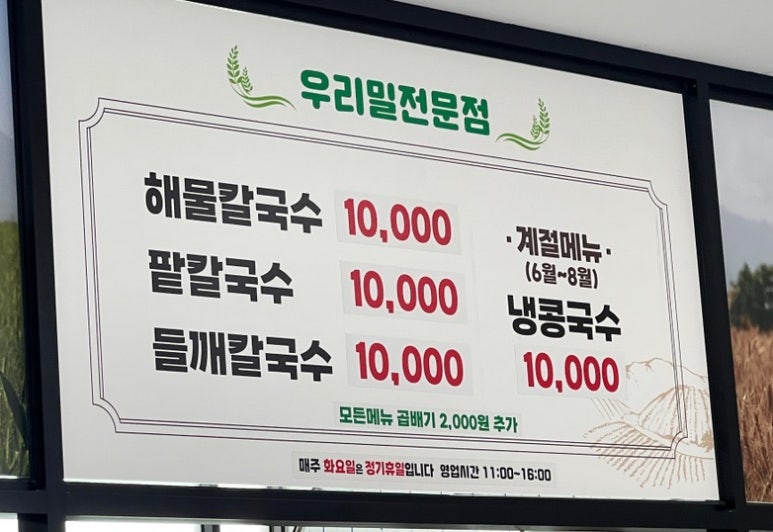 우리밀전문점
해물칼국수 10,000
팥칼국수 10,000
들깨칼국수 10,000
·계절메뉴·
(6월~8월)
냉콩국수
10,000
모든메뉴 곱배기 2,000원 추가
매주 화요일은 정기휴일입니다 영업시간 11:00~16:00